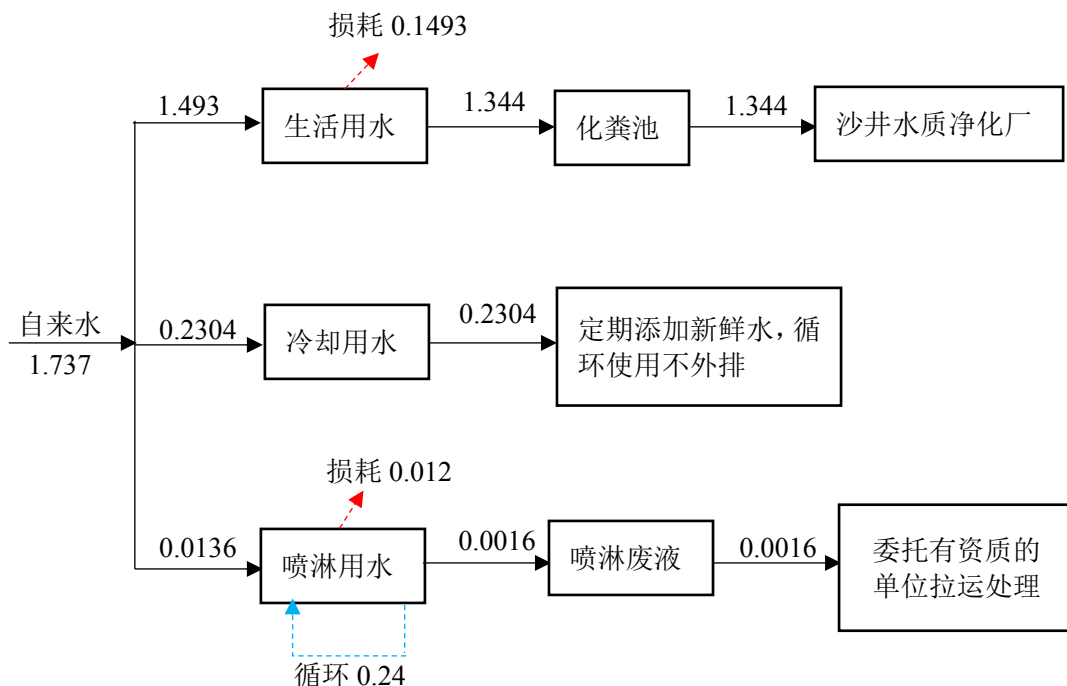 损耗 0.1493
1.493
生活用水
1.344
化粪池
1.344
沙井水质净化厂
自来水
1.737
0.2304
冷却用水
0.2304
定期添加新鲜水，循
环使用不外排
损耗 0.012
0.0136
喷淋用水
0.0016
喷淋废液
0.0016
委托有资质的
单位拉运处理
循环 0.24